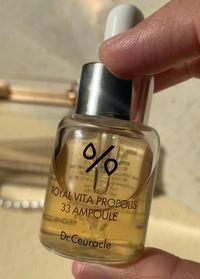 %
ROYAL VITA PROPOLIS
33 AMPOULE
Dr.Ceuracle